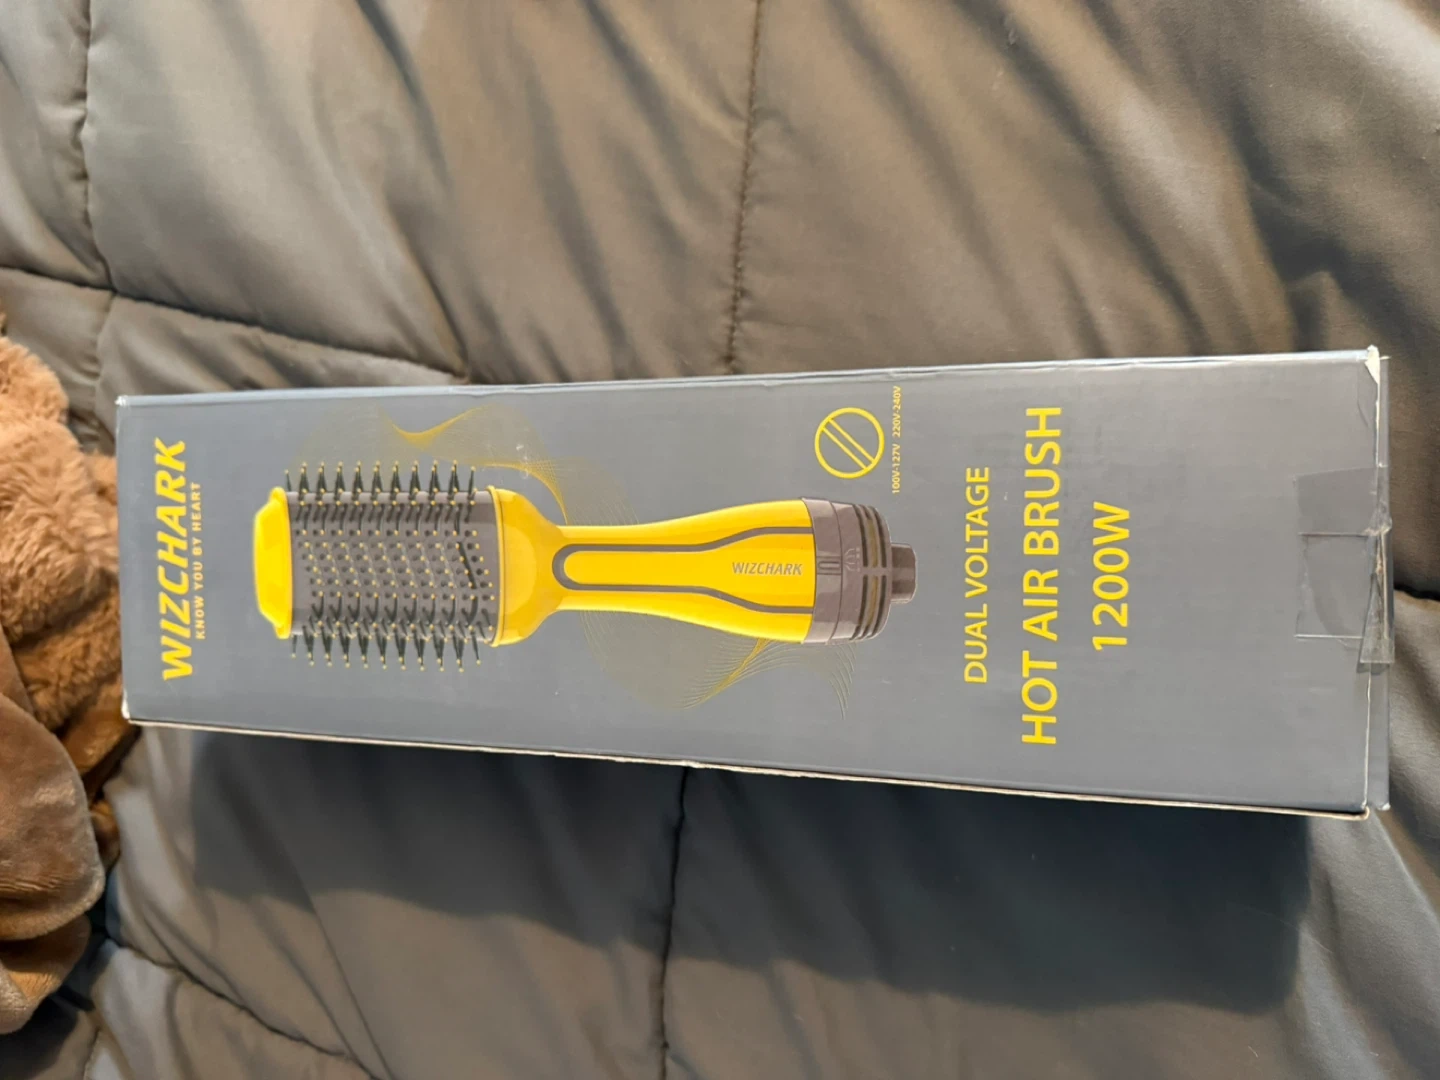 WIZCHARK
KNOW YOU BY HEART
WIZCHARK
100V-127V 220V-240V
DUAL VOLTAGE
HOT AIR BRUSH
1200W